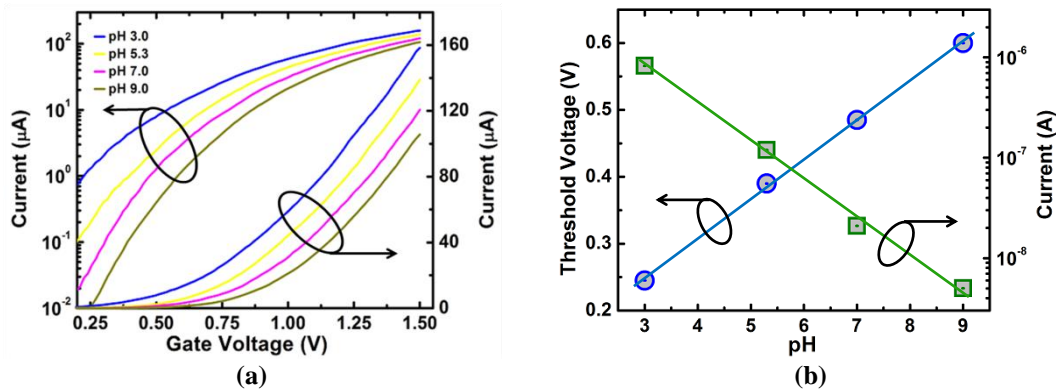 pH 3.0
pH 5.3
pH 7.0
pH 9.0
Current (μA)
10²
10¹
10⁰
10⁻¹
10⁻²
160
120
80
40
0
Current (μA)
0.25 0.50 0.75 1.00 1.25 1.50
Gate Voltage (V)
(a)
Threshold Voltage (V)
0.6
0.5
0.4
0.3
0.2
10⁻⁶
10⁻⁷
10⁻⁸
Current (A)
3 4 5 6 7 8 9
pH
(b)